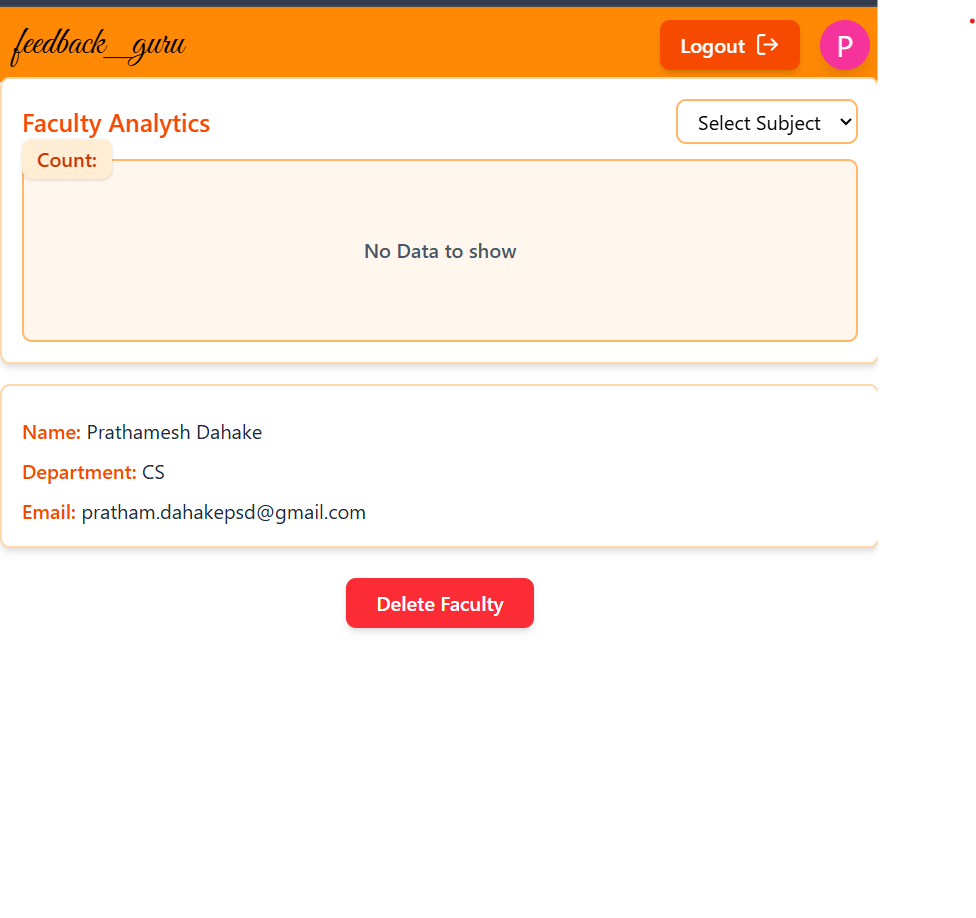 feedback_guru
Logout
P
Faculty Analytics
Select Subject
Count:
No Data to show
Name: Prathamesh Dahake
Department: CS
Email: pratham.dahakepsd@gmail.com
Delete Faculty